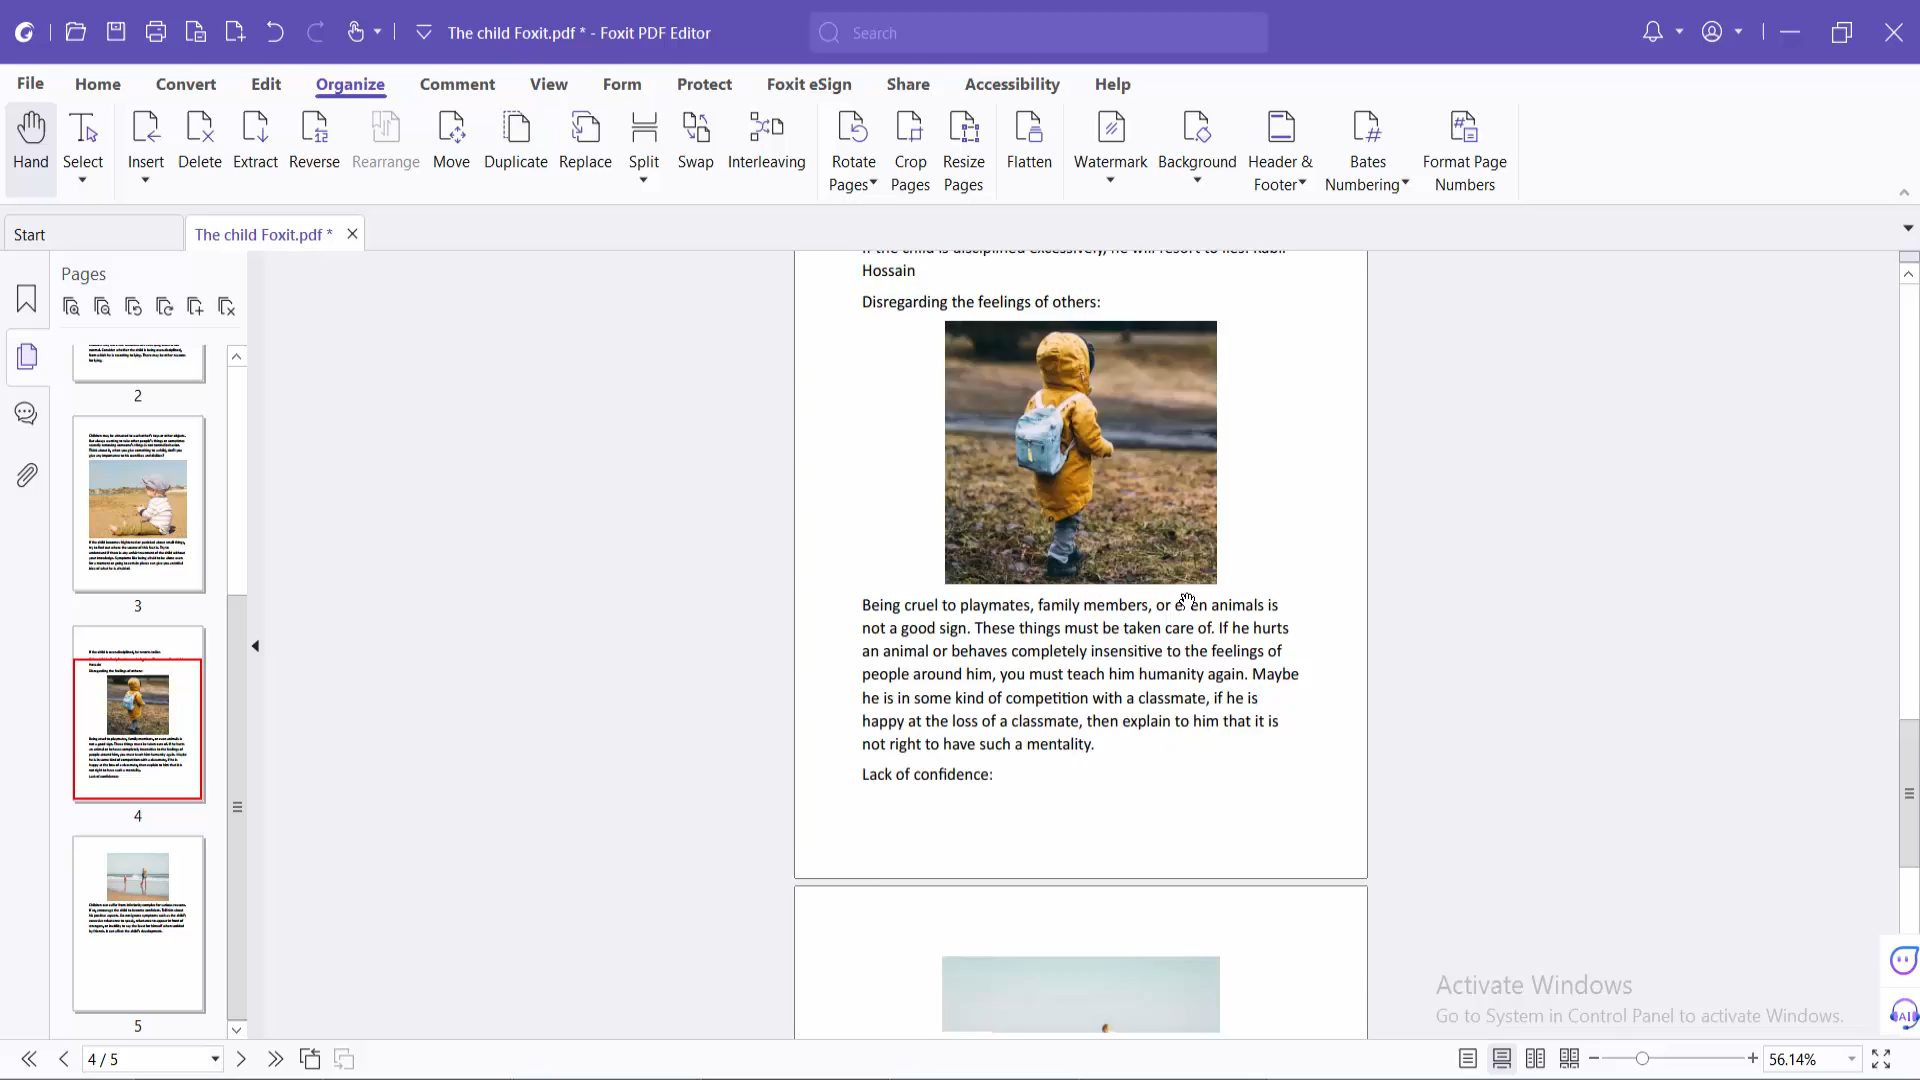 The child Foxit.pdf * - Foxit PDF Editor
Search
File
Home
Convert
Edit
Organize
Comment
View
Form
Protect
Foxit eSign
Share
Accessibility
Help
Hand
Select
Insert
Delete
Extract
Reverse
Rearrange
Move
Duplicate
Replace
Split
Swap
Interleaving
Rotate
Pages
Crop
Pages
Resize
Pages
Flatten
Watermark
Background
Header &
Footer
Bates
Numbering
Format Page
Numbers
Start
The child Foxit.pdf *
Pages
2
3
4
5
Hossain
Disregarding the feelings of others:
Being cruel to playmates, family members, or even animals is
not a good sign. These things must be taken care of. If he hurts
an animal or behaves completely insensitive to the feelings of
people around him, you must teach him humanity again. Maybe
he is in some kind of competition with a classmate, if he is
happy at the loss of a classmate, then explain to him that it is
not right to have such a mentality.
Lack of confidence:
Activate Windows
Go to System in Control Panel to activate Windows.
AI
4 / 5
56.14%